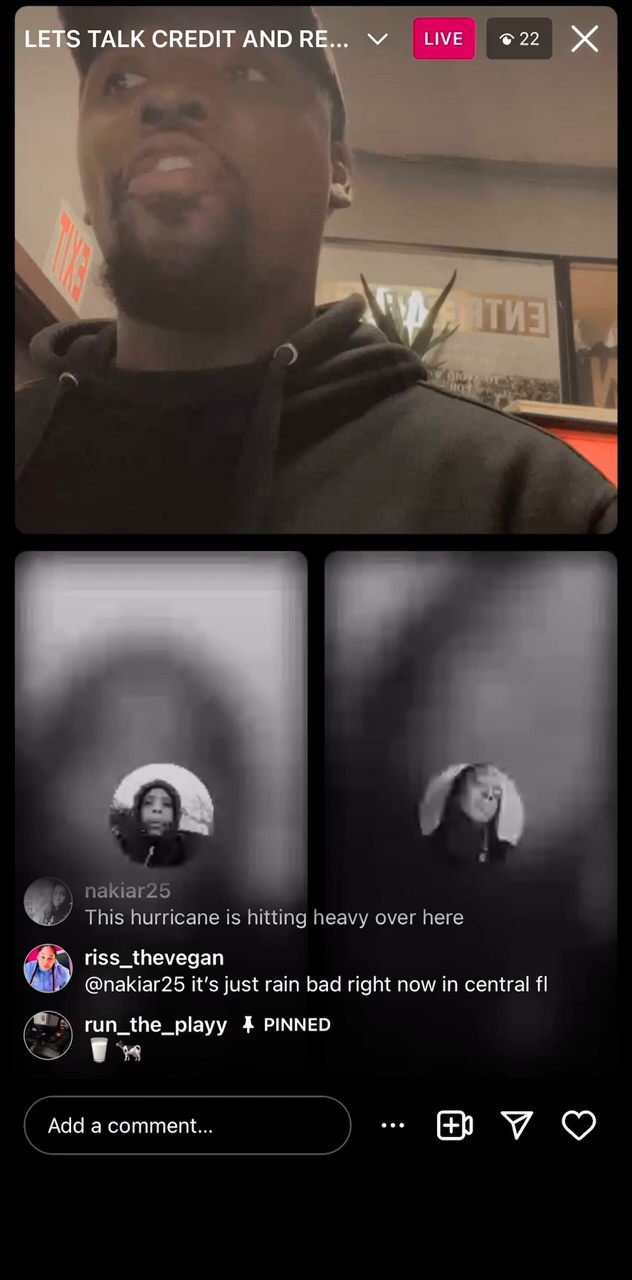 LETS TALK CREDIT AND RE...
LIVE
22
EXIT
nakiar25
This hurricane is hitting heavy over here
riss_thevegan
@nakiar25 it's just rain bad right now in central fl
run_the_playy PINNED
Add a comment...